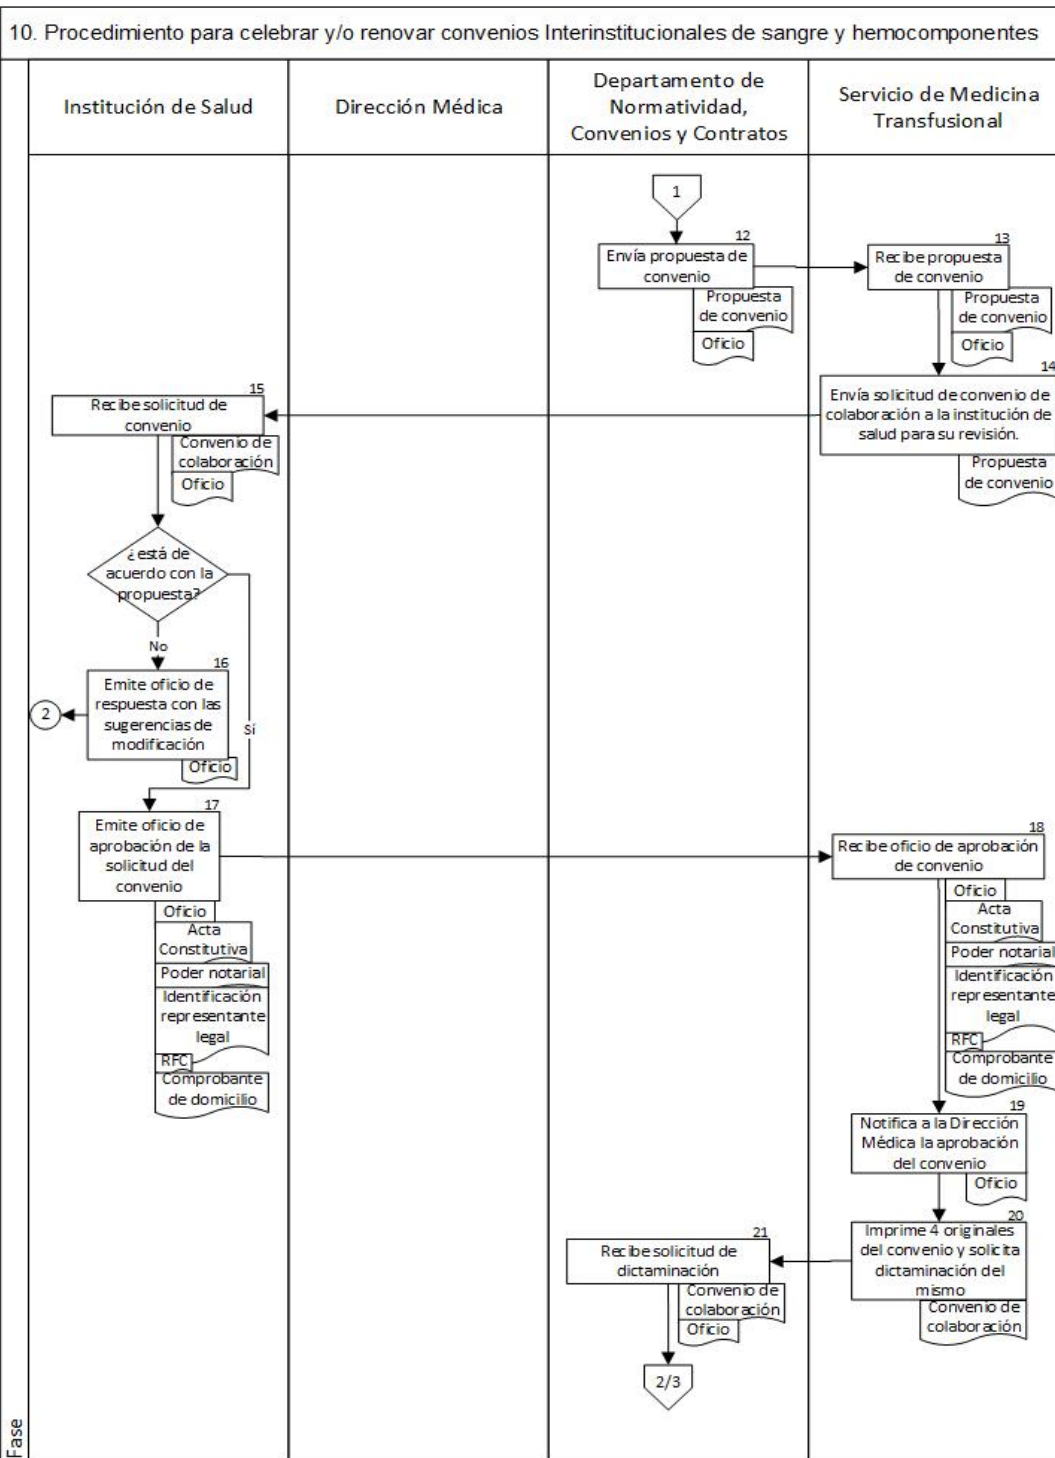 10. Procedimiento para celebrar y/o renovar convenios Interinstitucionales de sangre y hemocomponentes
Fase
Institución de Salud
Dirección Médica
Departamento de
Normatividad,
Convenios y Contratos
Servicio de Medicina
Transfusional
1
12
Envía propuesta de
convenio
Propuesta
de convenio
Oficio
13
Recibe propuesta
de convenio
Propuesta
de convenio
Oficio
14
Envía solicitud de convenio de
colaboración a la institución de
salud para su revisión.
Propuesta
de convenio
15
Recibe solicitud de
convenio
Convenio de
colaboración
Oficio
¿está de
acuerdo con la
propuesta?
No
Sí
16
Emite oficio de
respuesta con las
sugerencias de
modificación
Oficio
2
17
Emite oficio de
aprobación de la
solicitud del
convenio
Oficio
Acta
Constitutiva
Poder notarial
Identificación
representante
legal
RFC
Comprobante
de domicilio
18
Recibe oficio de aprobación
de convenio
Oficio
Acta
Constitutiva
Poder notarial
Identificación
representante
legal
RFC
Comprobante
de domicilio
19
Notifica a la Dirección
Médica la aprobación
del convenio
Oficio
20
Imprime 4 originales
del convenio y solicita
dictaminación del
mismo
Convenio de
colaboración
21
Recibe solicitud de
dictaminación
Convenio de
colaboración
Oficio
2/3